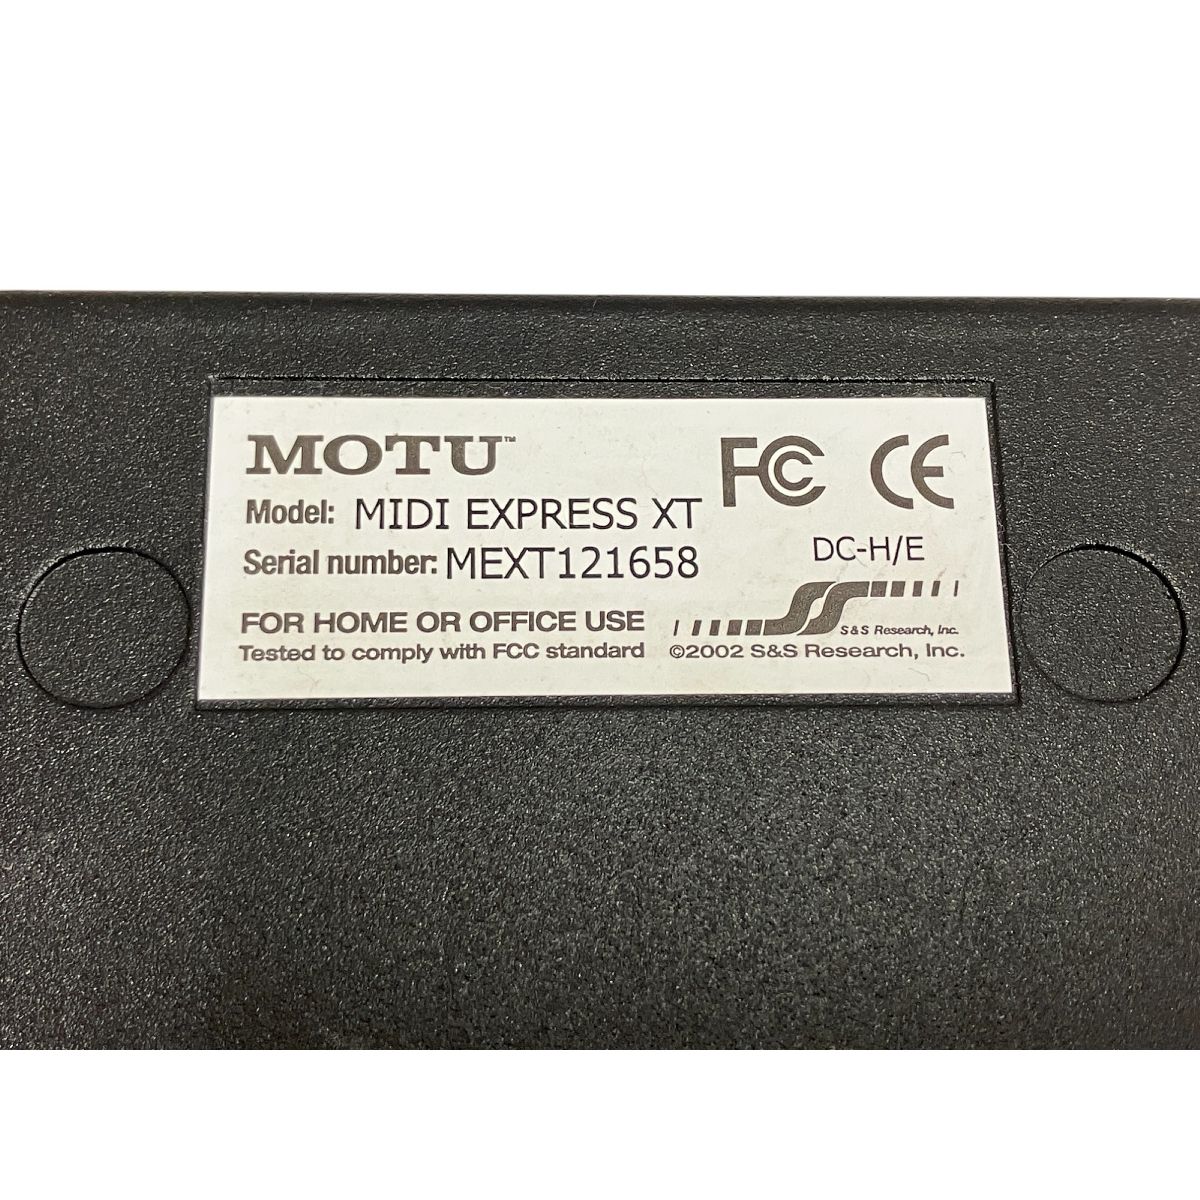 MOTU™
Model: MIDI EXPRESS XT
Serial number: MEXT121658
FOR HOME OR OFFICE USE
Tested to comply with FCC standard
FC CE
DC-H/E
SS
S&S Research, Inc.
©2002 S&S Research, Inc.